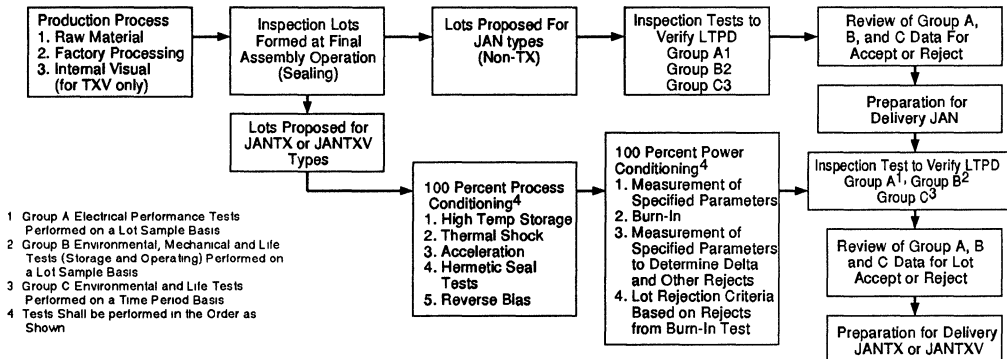 Production Process
1. Raw Material
2. Factory Processing
3. Internal Visual
(for TXV only)
Inspection Lots
Formed at Final
Assembly Operation
(Sealing)
Lots Proposed For
JAN types
(Non-TX)
Inspection Tests to
Verify LTPD
Group A1
Group B2
Group C3
Review of Group A,
B, and C Data For
Accept or Reject
Preparation for
Delivery JAN
Lots Proposed for
JANTX or JANTXV
Types
100 Percent Process
Conditioning4
1. High Temp Storage
2. Thermal Shock
3. Acceleration
4. Hermetic Seal
Tests
5. Reverse Bias
100 Percent Power
Conditioning4
1. Measurement of
Specified Parameters
2. Burn-In
3. Measurement of
Specified Parameters
to Determine Delta
and Other Rejects
4. Lot Rejection Criteria
Based on Rejects
from Burn-In Test
Inspection Test to Verify LTPD
Group A1, Group B2
Group C3
Review of Group A, B
and C Data for Lot
Accept or Reject
Preparation for Delivery
JANTX or JANTXV
1 Group A Electrical Performance Tests
Performed on a Lot Sample Basis
2 Group B Environmental, Mechanical and Life
Tests (Storage and Operating) Performed on
a Lot Sample Basis
3 Group C Environmental and Life Tests
Performed on a Time Period Basis
4 Tests Shall be performed in the Order as
Shown